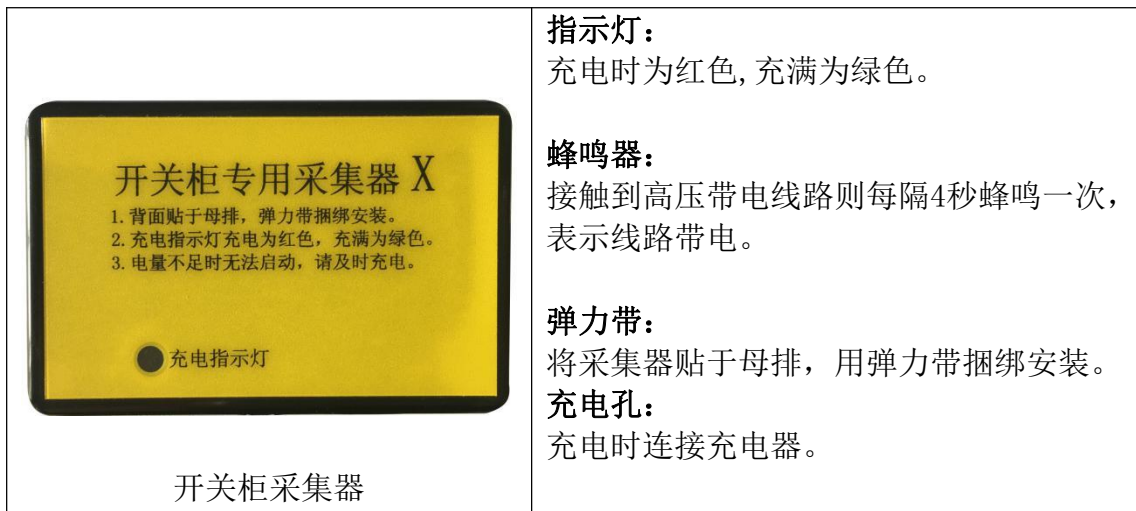 开关柜专用采集器 X
1. 背面贴于母排，弹力带捆绑安装。
2. 充电指示灯充电为红色，充满为绿色。
3. 电量不足时无法启动，请及时充电。
充电指示灯
开关柜采集器
指示灯：
充电时为红色,充满为绿色。
蜂鸣器：
接触到高压带电线路则每隔4秒蜂鸣一次，
表示线路带电。
弹力带：
将采集器贴于母排，用弹力带捆绑安装。
充电孔：
充电时连接充电器。